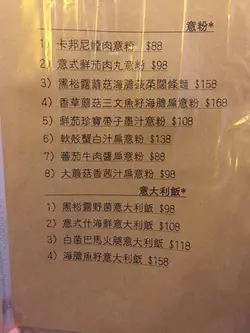 意粉*
1) 卡邦尼煙肉意粉 $88
2) 意式鮮茄肉丸意粉 $98
3) 黑松露蘑菇海膽菠菜闊條麵 $158
4) 香草蘑菇三文魚籽海膽扁意粉 $168
5) 鮮茄珍寶帶子墨汁意粉 $108
6) 軟殼蟹白汁扁意粉 $138
7) 蕃茄牛肉醬扁意粉 $98
8) 大蘑菇香茜汁扁意粉 $98
意大利飯*
1) 黑松露野菌意大利飯 $98
2) 意式什海鮮意大利飯 $108
3) 白菌巴馬火腿意大利飯 $118
4) 海膽魚籽意大利飯 $158